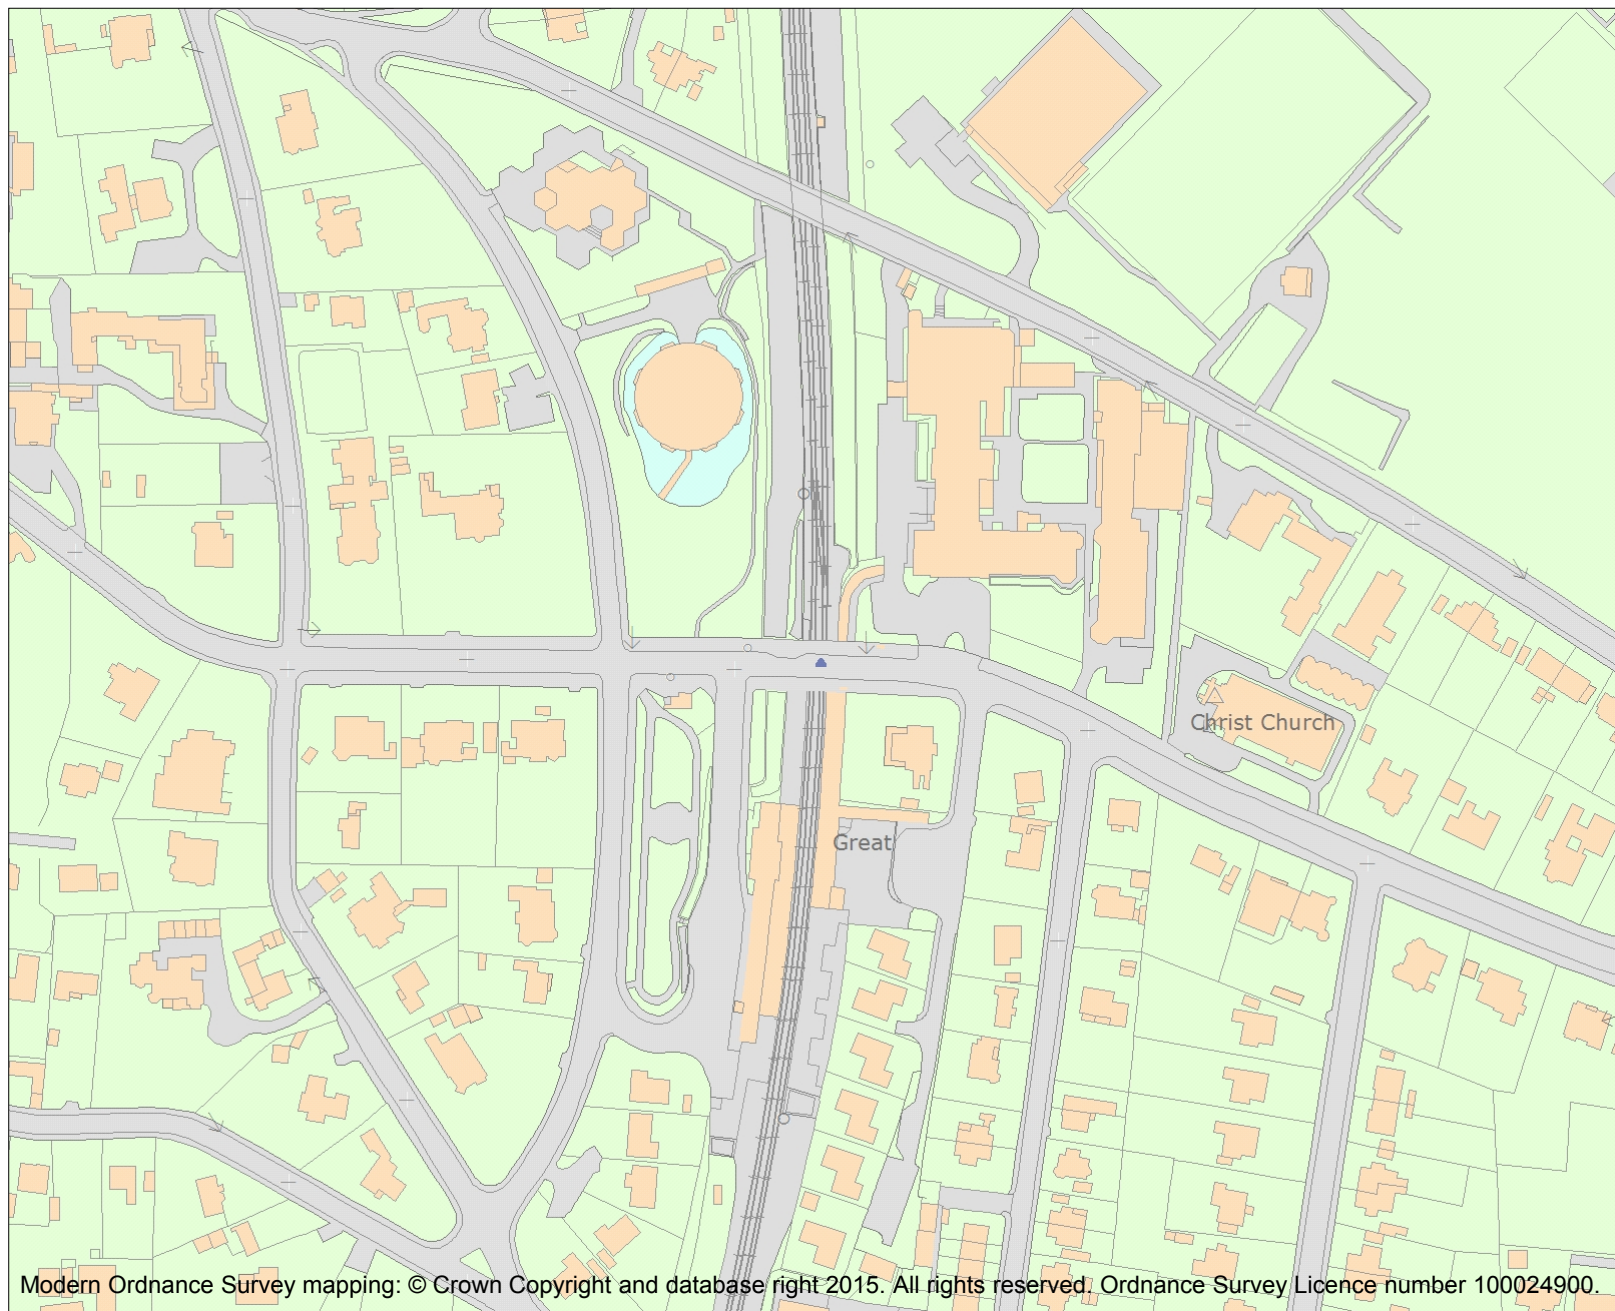 Christ Church
Great
Modern Ordnance Survey mapping: © Crown Copyright and database right 2015. All rights reserved. Ordnance Survey Licence number 100024900.